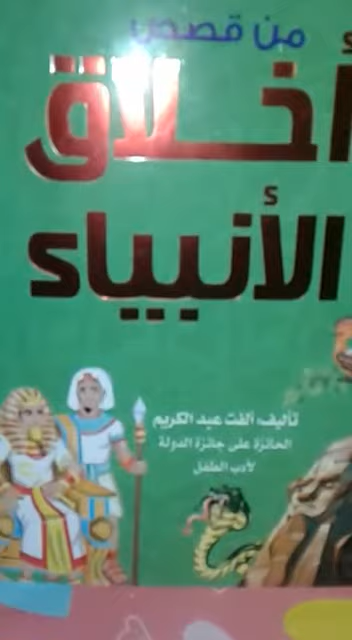 من قصص
أخلاق
الأنبياء
تأليف: ألفت عبد الكريم
الحائزة على جائزة الدولة
لأدب الطفل